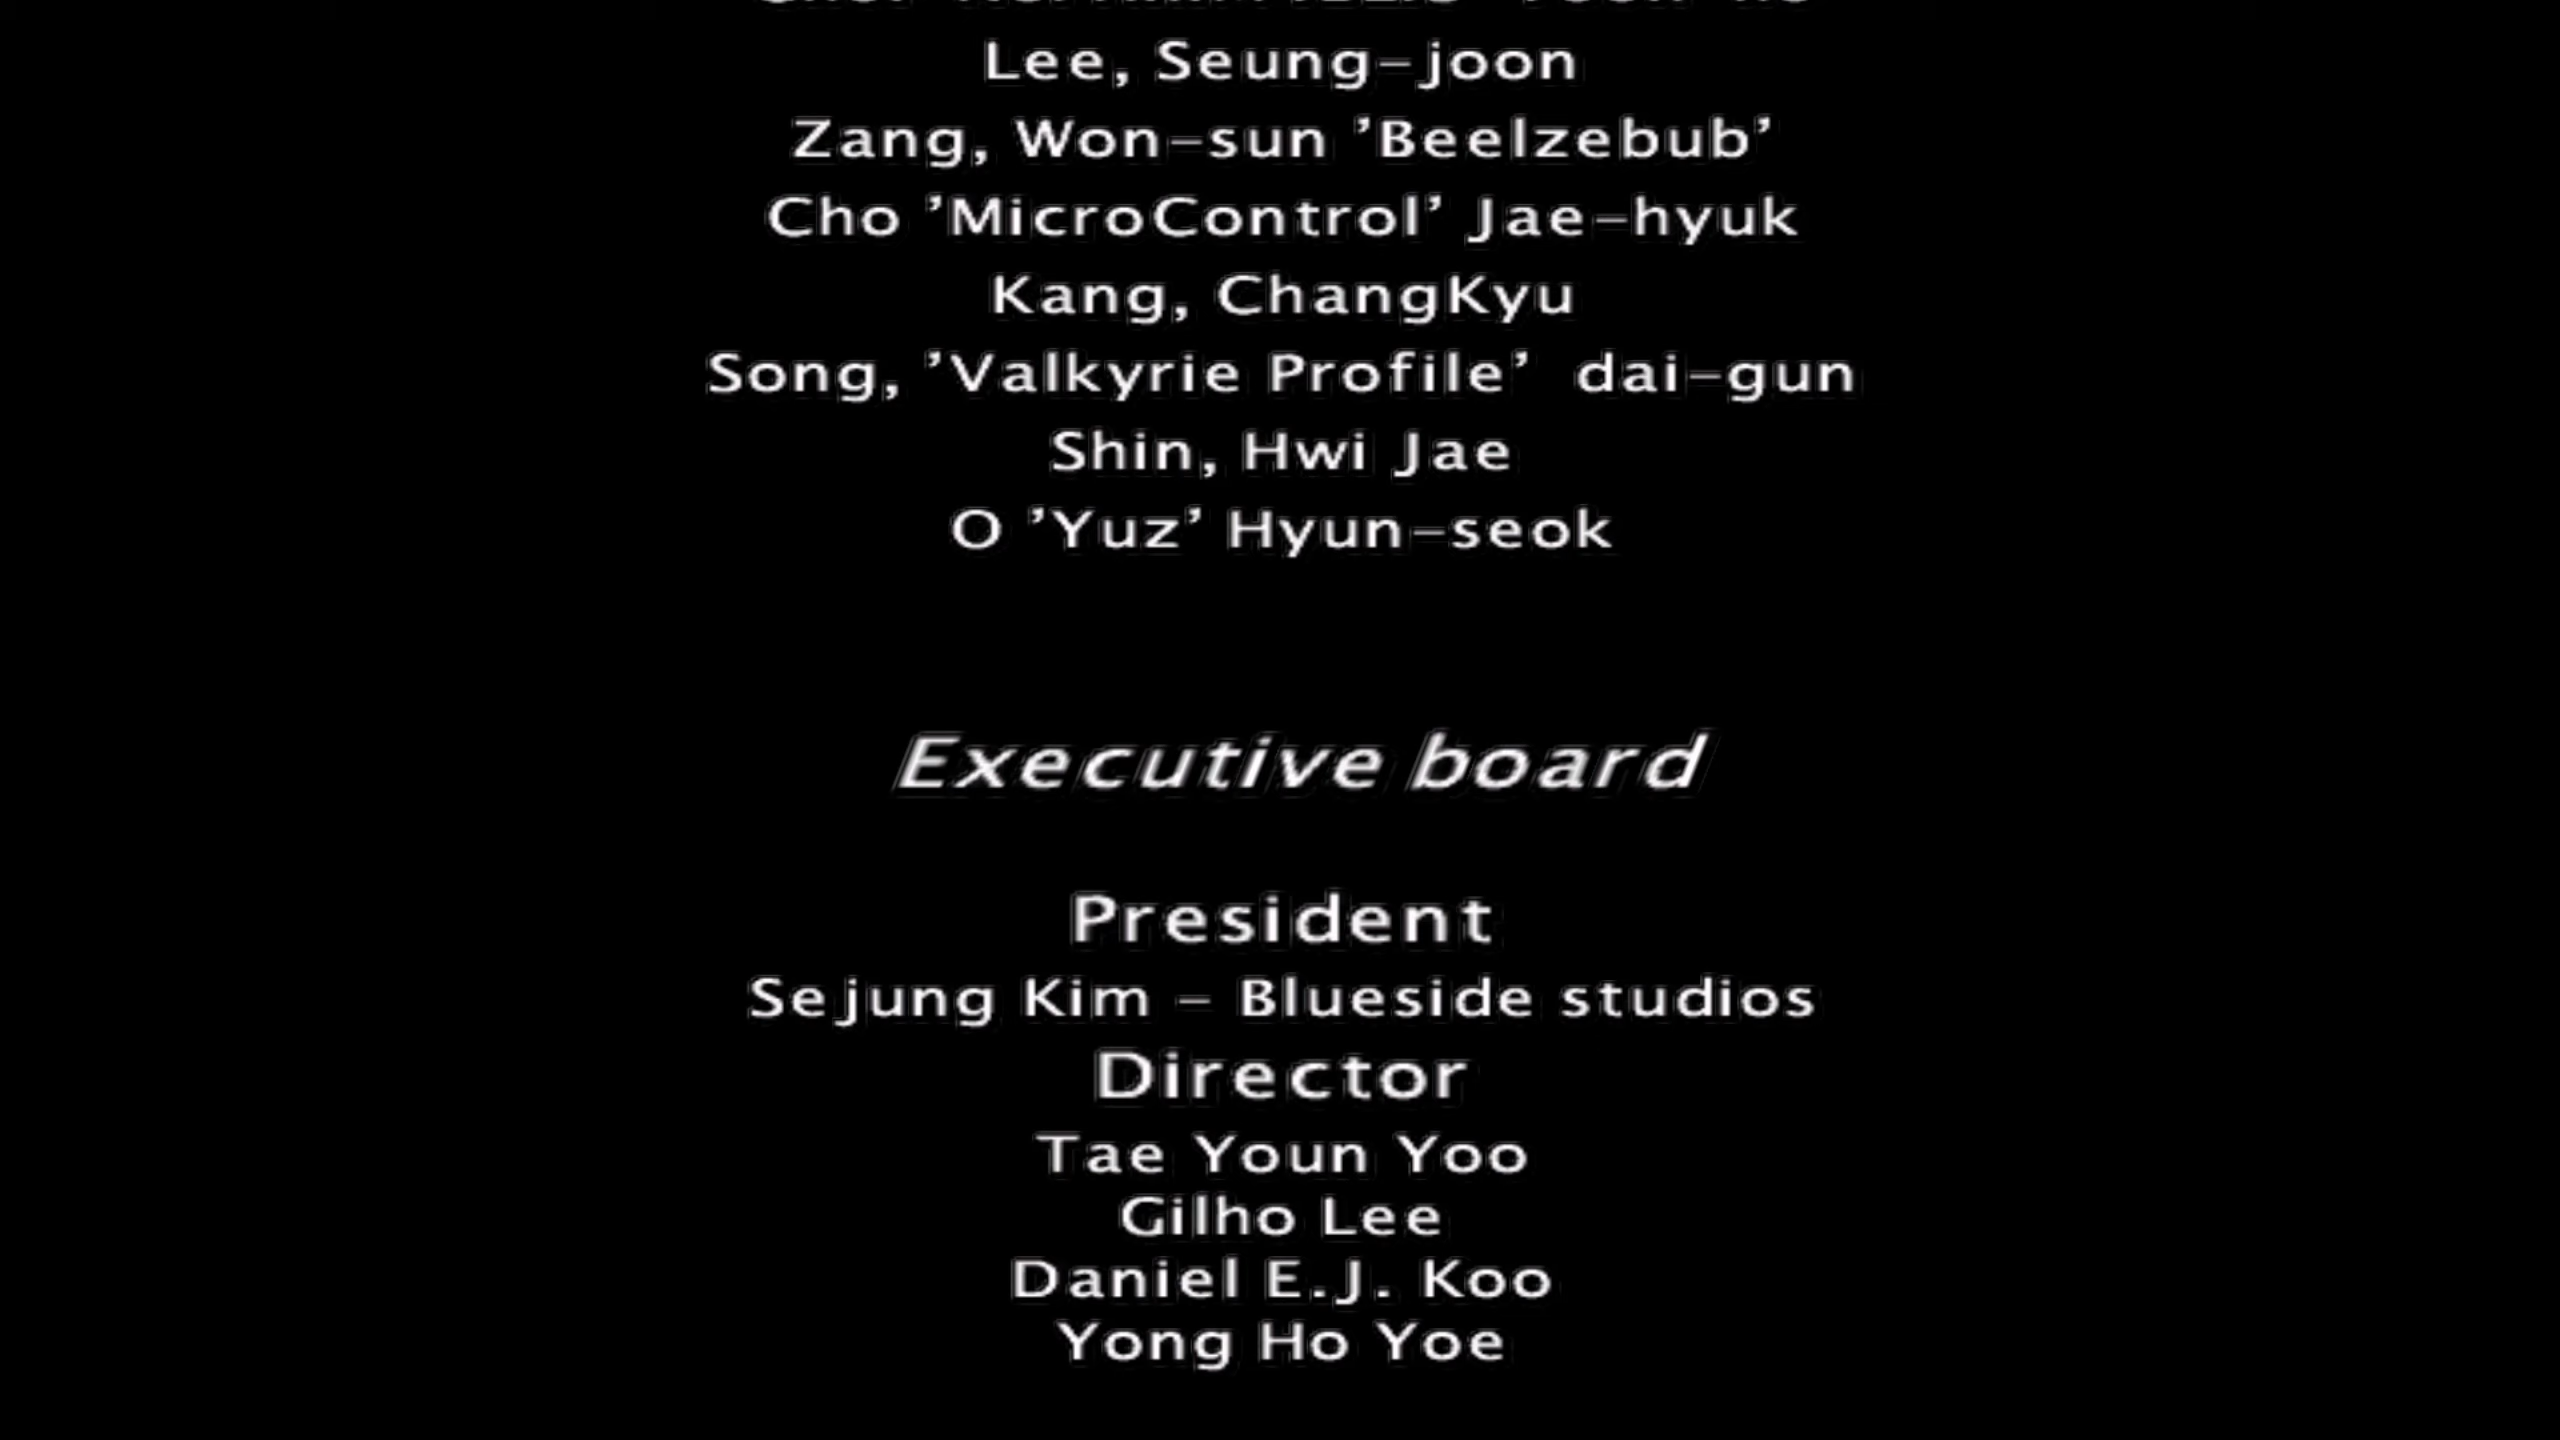 Lee, Seung-joon
Zang, Won-sun 'Beelzebub'
Cho 'MicroControl' Jae-hyuk
Kang, ChangKyu
Song, 'Valkyrie Profile' dai-gun
Shin, Hwi Jae
O 'Yuz' Hyun-seok
Executive board
President
Sejung Kim - Blueside studios
Director
Tae Youn Yoo
Gilho Lee
Daniel E.J. Koo
Yong Ho Yoe